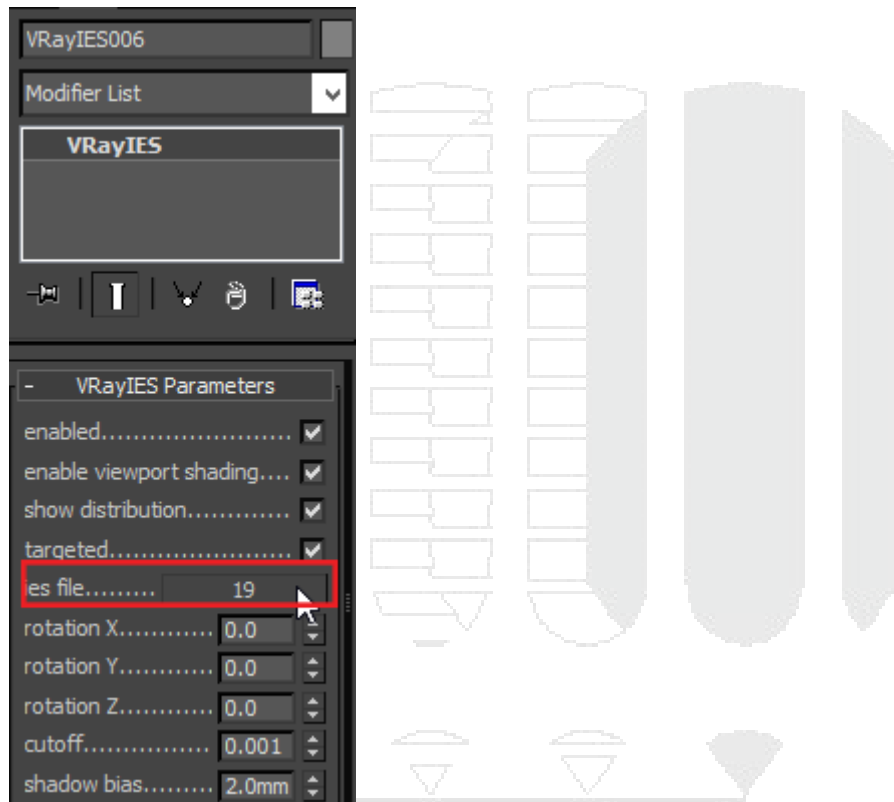 VRayIES006
Modifier List
VRayIES
- VRayIES Parameters
enabled.......................
enable viewport shading....
show distribution.............
targeted.......................
ies file......... 19
rotation X............ 0.0
rotation Y............ 0.0
rotation Z............ 0.0
cutoff................ 0.001
shadow bias......... 2.0mm